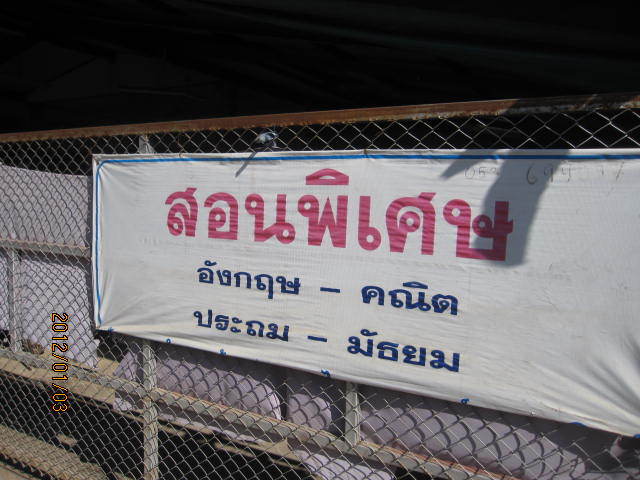 สอนพิเศษ
อังกฤษ - คณิต
ประถม - มัธยม
2012/01/03